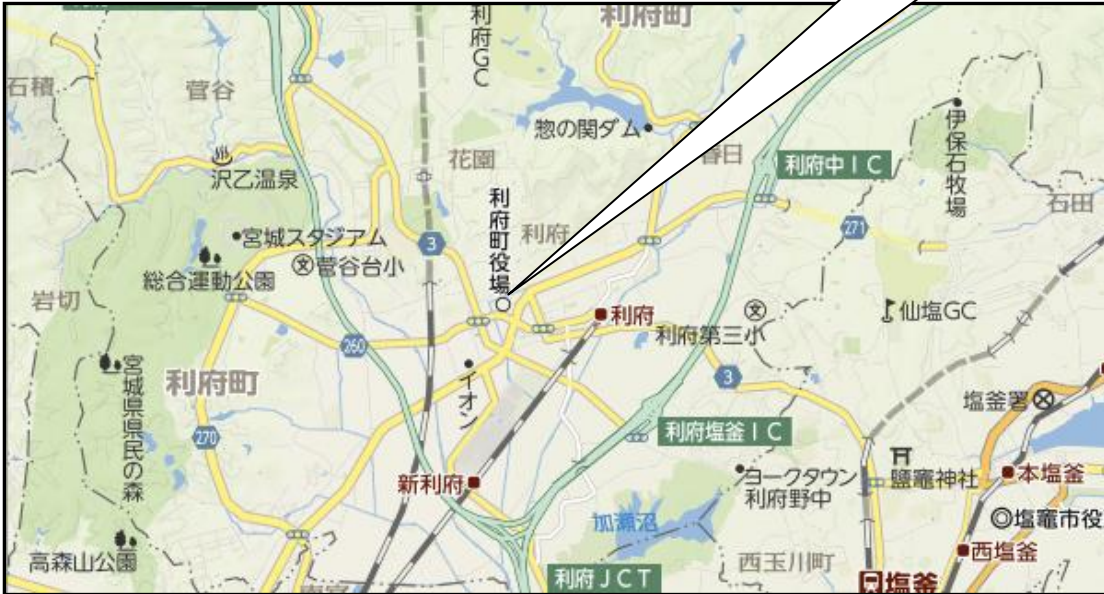 利府町
利府GC
石積
菅谷
惣の関ダム
伊保石牧場
花園
春日
利府中IC
沢乙温泉
石田
利府町役場
利府
271
宮城スタジアム
3
菅谷台小
総合運動公園
岩切
利府
仙塩GC
利府第三小
260
宮城県県民の森
利府町
イオン
3
塩釜署
270
利府塩釜IC
鹽竈神社
ヨークタウン
利府野中
本塩釜
新利府
加瀬沼
塩竈市役
高森山公園
西玉川町
西塩釜
利府JCT
塩釜